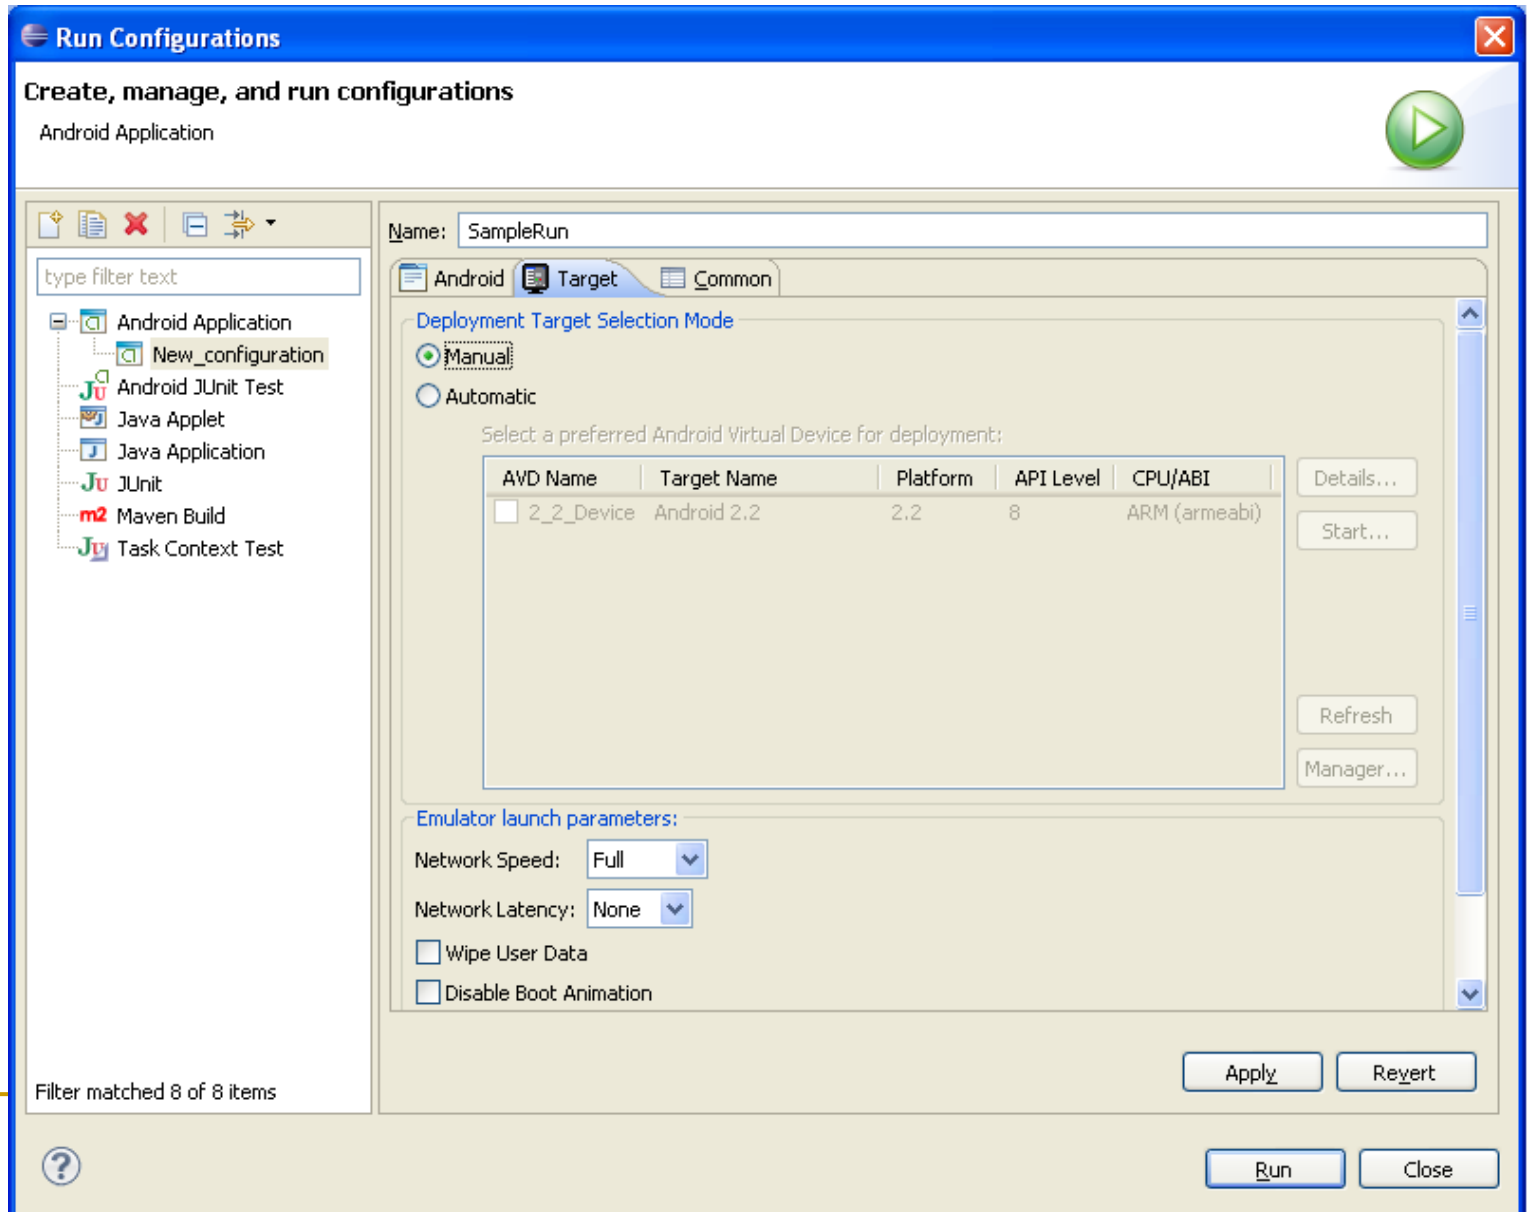 Run Configurations
Create, manage, and run configurations
Android Application
type filter text
Android Application
New_configuration
Android JUnit Test
Java Applet
Java Application
JUnit
Maven Build
Task Context Test
Filter matched 8 of 8 items
Name: SampleRun
Android Target Common
Deployment Target Selection Mode
Manual
Automatic
Select a preferred Android Virtual Device for deployment:
AVD Name Target Name Platform API Level CPU/ABI
2_2_Device Android 2.2 2.2 8 ARM (armeabi)
Details...
Start...
Refresh
Manager...
Emulator launch parameters:
Network Speed: Full
Network Latency: None
Wipe User Data
Disable Boot Animation
Apply Revert
Run Close